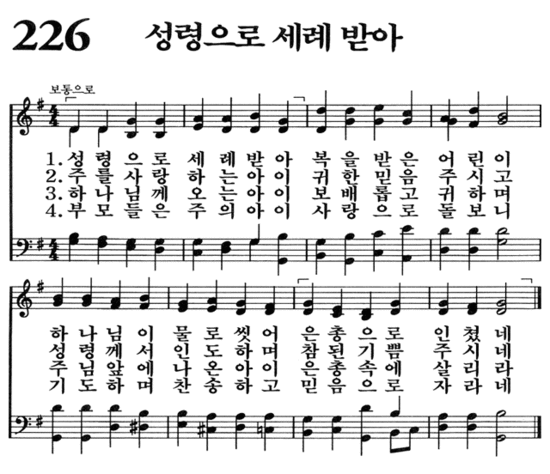 226 성령으로 세례 받아
보통으로
1. 성 령 으 로 세 례 받 아 복 을 받 은 어 린 이
2. 주 를 사 랑 하 는 아 이 귀 한 믿 음 주 시 고
3. 하 나 님 께 오 는 아 이 보 배 롭 고 귀 하 며
4. 부 모 들 은 주 의 아 이 사 랑 으 로 돌 보 니
하 나 님 이 물 로 씻 어 은 총 으 로 인 쳤 네
성 령 께 서 인 도 하 며 참 된 기 쁨 주 시 네
주 님 앞 에 나 온 아 이 은 총 속 에 살 리 라
기 도 하 며 찬 송 하 고 믿 음 으 로 자 라 네